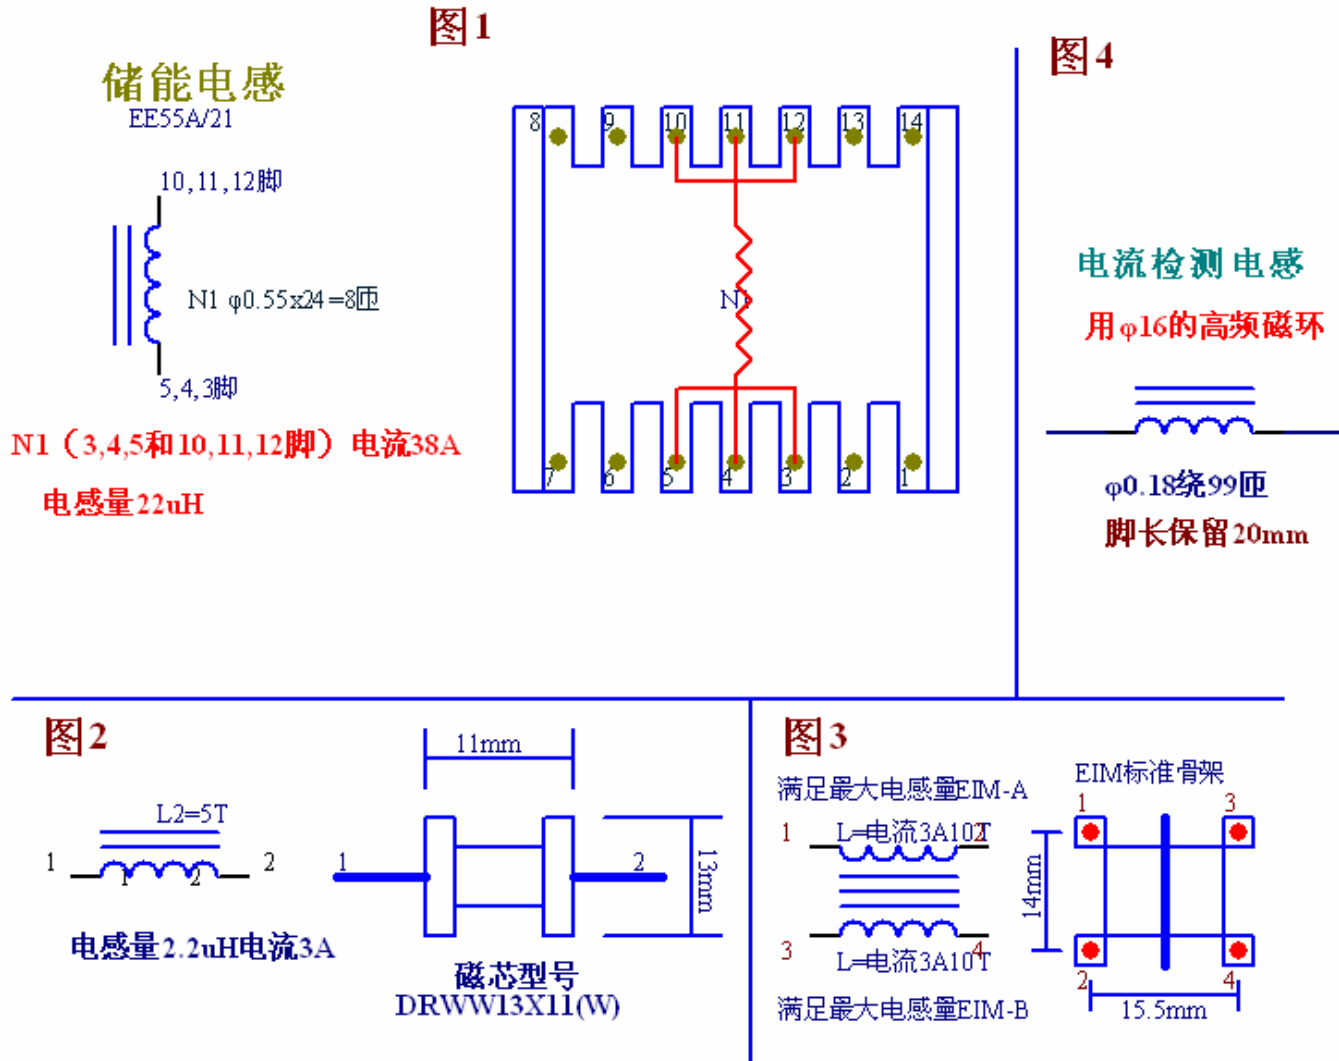 图1
储能电感
EE55A/21
10,11,12脚
N1 φ0.55x24=8匝
5,4,3脚
N1（3,4,5和10,11,12脚）电流38A
电感量22uH
8 9 10 11 12 13 14
N1
7 6 5 4 3 2 1
图4
电流检测电感
用φ16的高频磁环
φ0.18绕99匝
脚长保留20mm
图2
L2=5T
1 1 2 2
电感量2.2uH电流3A
11mm
1 2
13mm
磁芯型号
DRWW13X11(W)
图3
满足最大电感量EIM-A
1 L=电流3A10T 2
3 L=电流3A10T 4
满足最大电感量EIM-B
EIM标准骨架
1 3
14mm
2 4
15.5mm